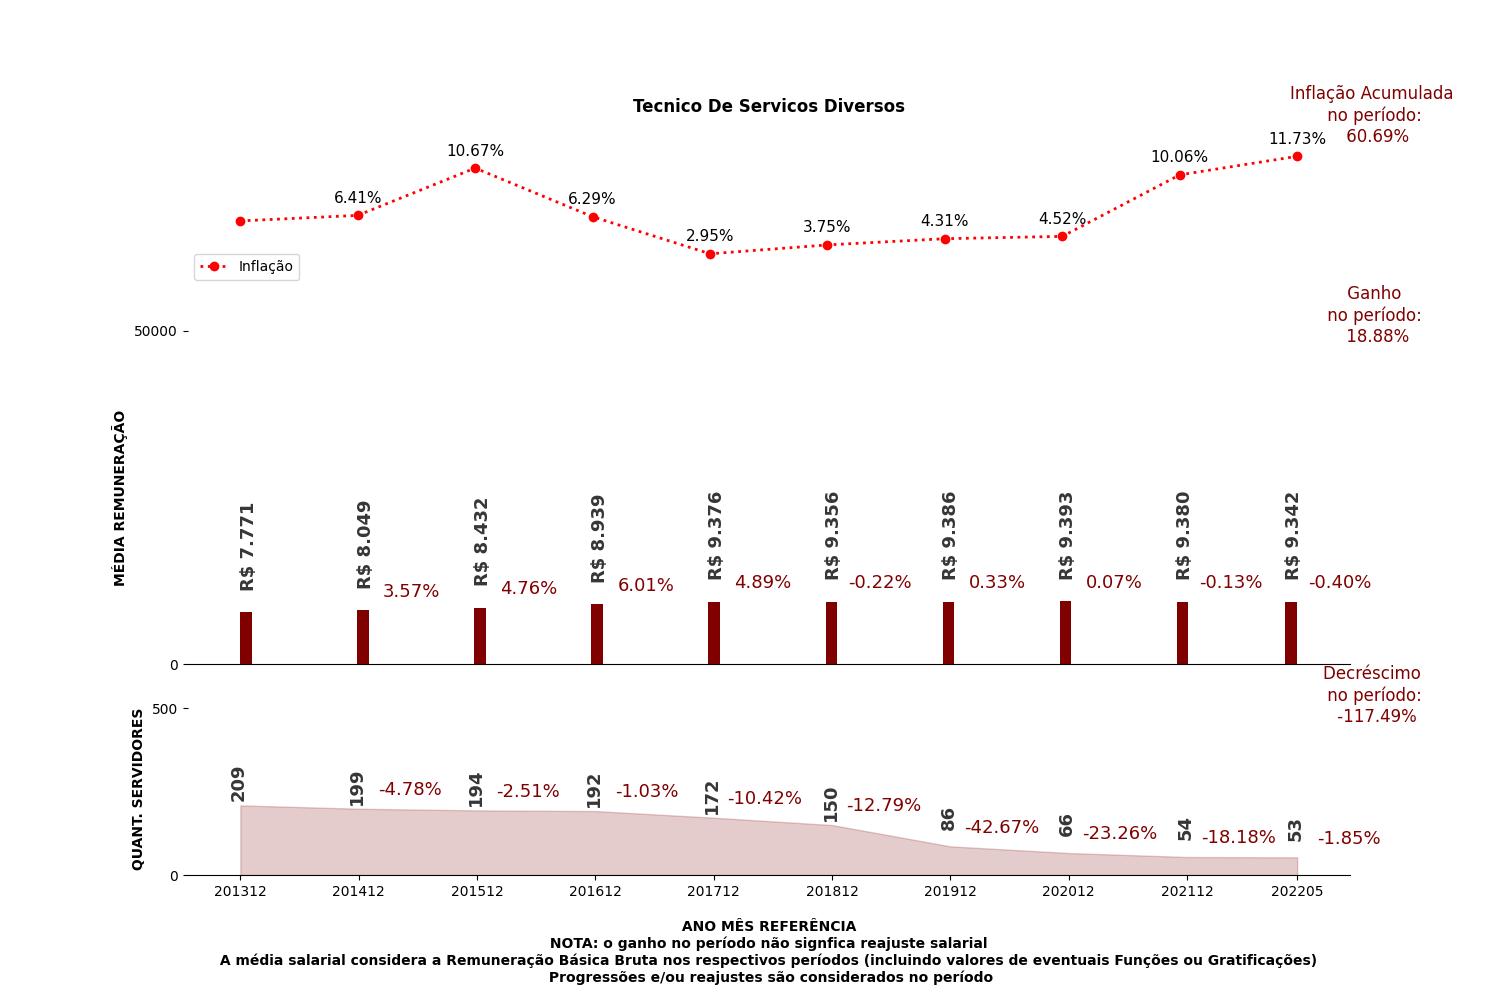 Tecnico De Servicos Diversos
Inflação Acumulada
no período:
60.69%
6.41%
10.67%
6.29%
2.95%
3.75%
4.31%
4.52%
10.06%
11.73%
Inflação
Ganho
no período:
18.88%
50000
0
MÉDIA REMUNERAÇÃO
R$ 7.771
R$ 8.049
R$ 8.432
R$ 8.939
R$ 9.376
R$ 9.356
R$ 9.386
R$ 9.393
R$ 9.380
R$ 9.342
3.57%
4.76%
6.01%
4.89%
-0.22%
0.33%
0.07%
-0.13%
-0.40%
Decréscimo
no período:
-117.49%
500
0
QUANT. SERVIDORES
209
199
194
192
172
150
86
66
54
53
-4.78%
-2.51%
-1.03%
-10.42%
-12.79%
-42.67%
-23.26%
-18.18%
-1.85%
201312
201412
201512
201612
201712
201812
201912
202012
202112
202205
ANO MÊS REFERÊNCIA
NOTA: o ganho no período não signfica reajuste salarial
A média salarial considera a Remuneração Básica Bruta nos respectivos períodos (incluindo valores de eventuais Funções ou Gratificações)
Progressões e/ou reajustes são considerados no período